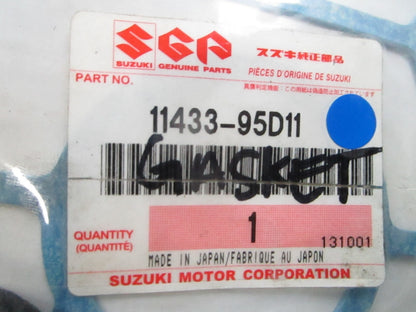 SGP
スズキ純正部品
SUZUKI GENUINE PARTS
PIÈCES D'ORIGINE DE SUZUKI
PART NO.
11433-95D11
GASKET
QUANTITY
(QUANTITÉ)
1
131001
MADE IN JAPAN/FABRIQUE AU JAPON
SUZUKI MOTOR CORPORATION